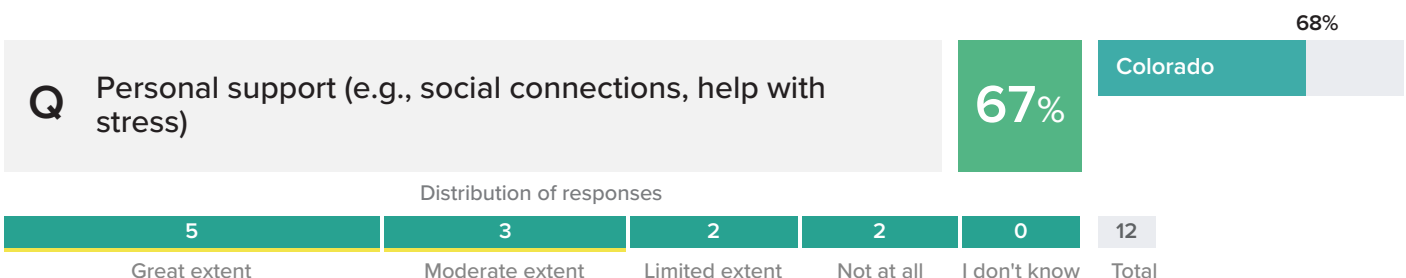 68%
Q Personal support (e.g., social connections, help with
stress)
67%
Colorado
Distribution of responses
5 3 2 2 0 12
Great extent Moderate extent Limited extent Not at all I don't know Total